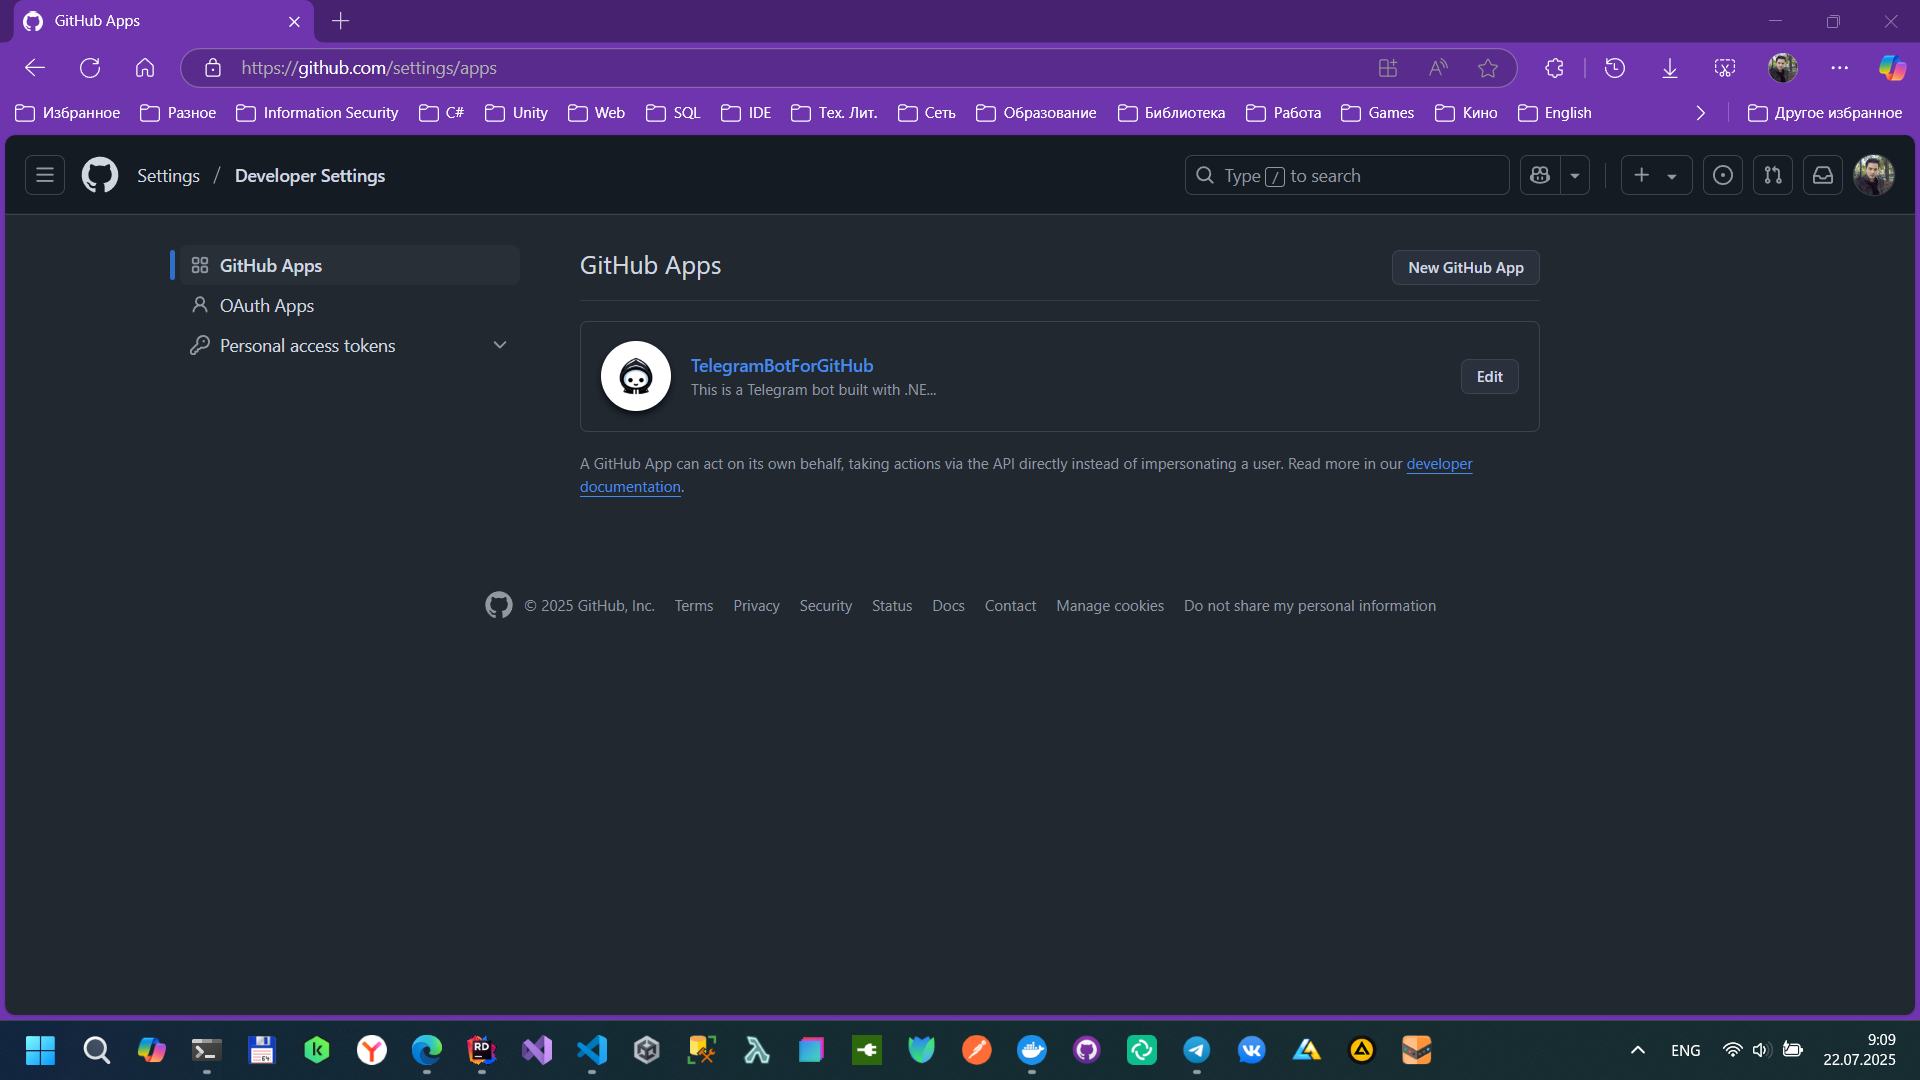 GitHub Apps
https://github.com/settings/apps
Избранное
Разное
Information Security
C#
Unity
Web
SQL
IDE
Тех. Лит.
Сеть
Образование
Библиотека
Работа
Games
Кино
English
Другое избранное
Settings / Developer Settings
Type / to search
GitHub Apps
OAuth Apps
Personal access tokens
GitHub Apps
New GitHub App
TelegramBotForGitHub
This is a Telegram bot built with .NE...
Edit
A GitHub App can act on its own behalf, taking actions via the API directly instead of impersonating a user. Read more in our developer
documentation.
© 2025 GitHub, Inc.
Terms
Privacy
Security
Status
Docs
Contact
Manage cookies
Do not share my personal information
RD
64
ENG
9:09
22.07.2025